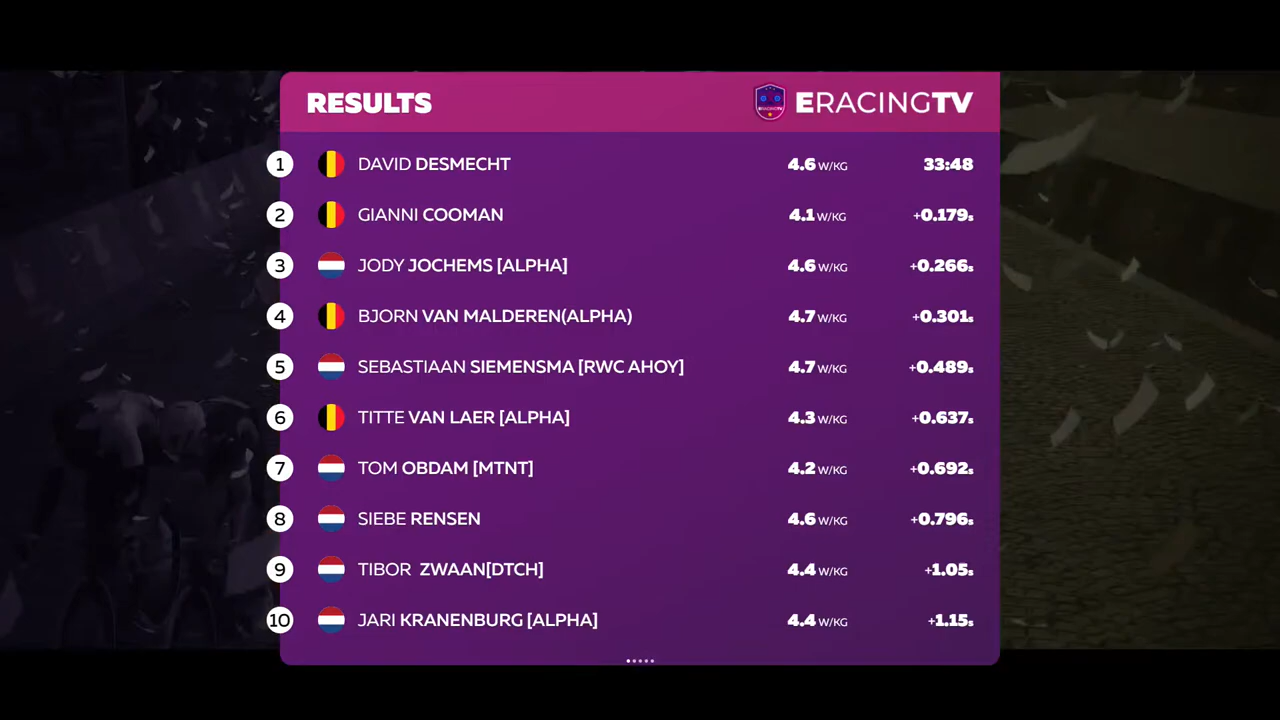 RESULTS ERACINGTV
1 DAVID DESMECHT 4.6 W/KG 33:48
2 GIANNI COOMAN 4.1 W/KG +0.179s
3 JODY JOCHEMS [ALPHA] 4.6 W/KG +0.266s
4 BJORN VAN MALDEREN(ALPHA) 4.7 W/KG +0.301s
5 SEBASTIAAN SIEMENSMA [RWC AHOY] 4.7 W/KG +0.489s
6 TITTE VAN LAER [ALPHA] 4.3 W/KG +0.637s
7 TOM OBDAM [MTNT] 4.2 W/KG +0.692s
8 SIEBE RENSEN 4.6 W/KG +0.796s
9 TIBOR ZWAAN[DTCH] 4.4 W/KG +1.05s
10 JARI KRANENBURG [ALPHA] 4.4 W/KG +1.15s